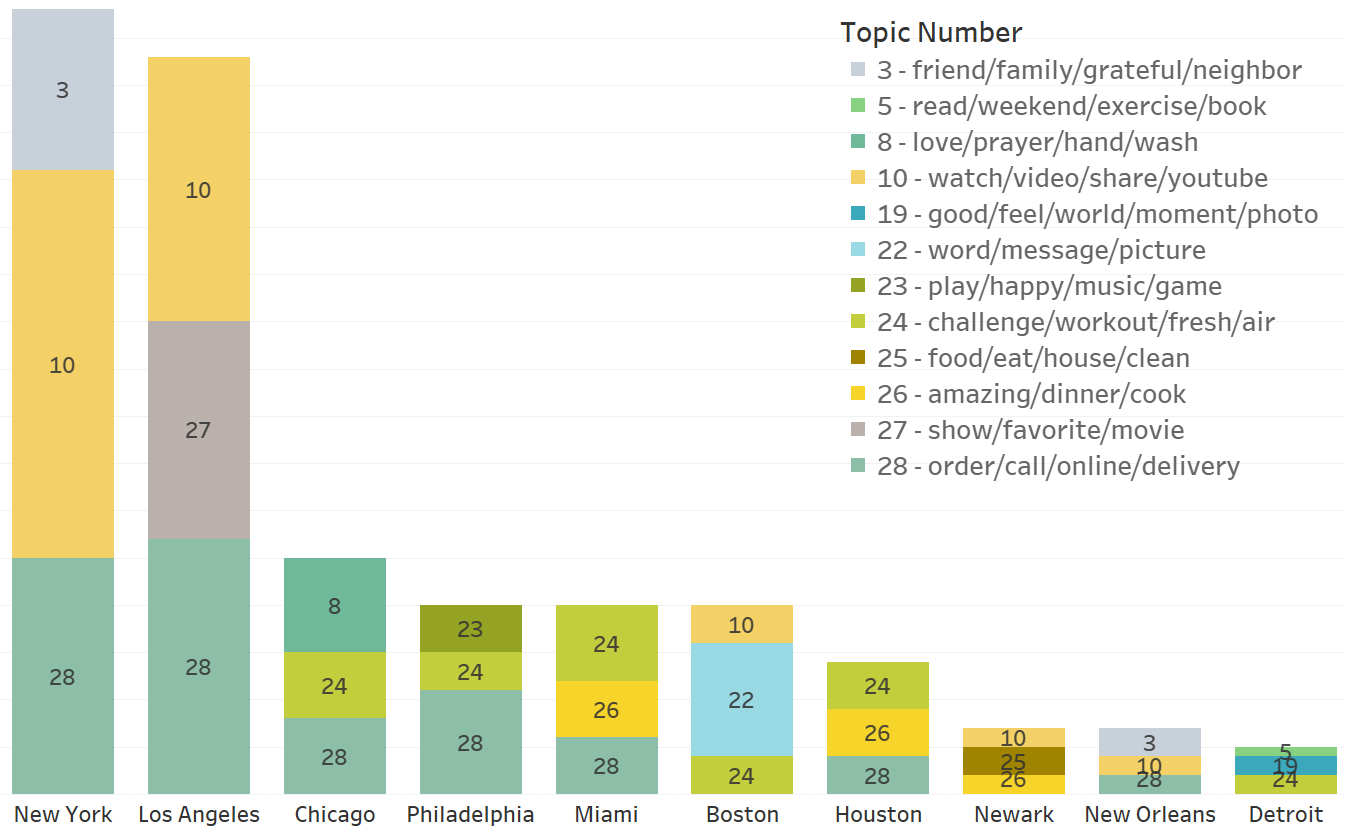 Topic Number
3 - friend/family/grateful/neighbor
5 - read/weekend/exercise/book
8 - love/prayer/hand/wash
10 - watch/video/share/youtube
19 - good/feel/world/moment/photo
22 - word/message/picture
23 - play/happy/music/game
24 - challenge/workout/fresh/air
25 - food/eat/house/clean
26 - amazing/dinner/cook
27 - show/favorite/movie
28 - order/call/online/delivery
3
10
28
10
27
28
8
24
28
23
24
28
24
26
28
10
22
24
24
26
28
10
25
26
3
10
28
5
19
24
New York Los Angeles Chicago Philadelphia Miami Boston Houston Newark New Orleans Detroit